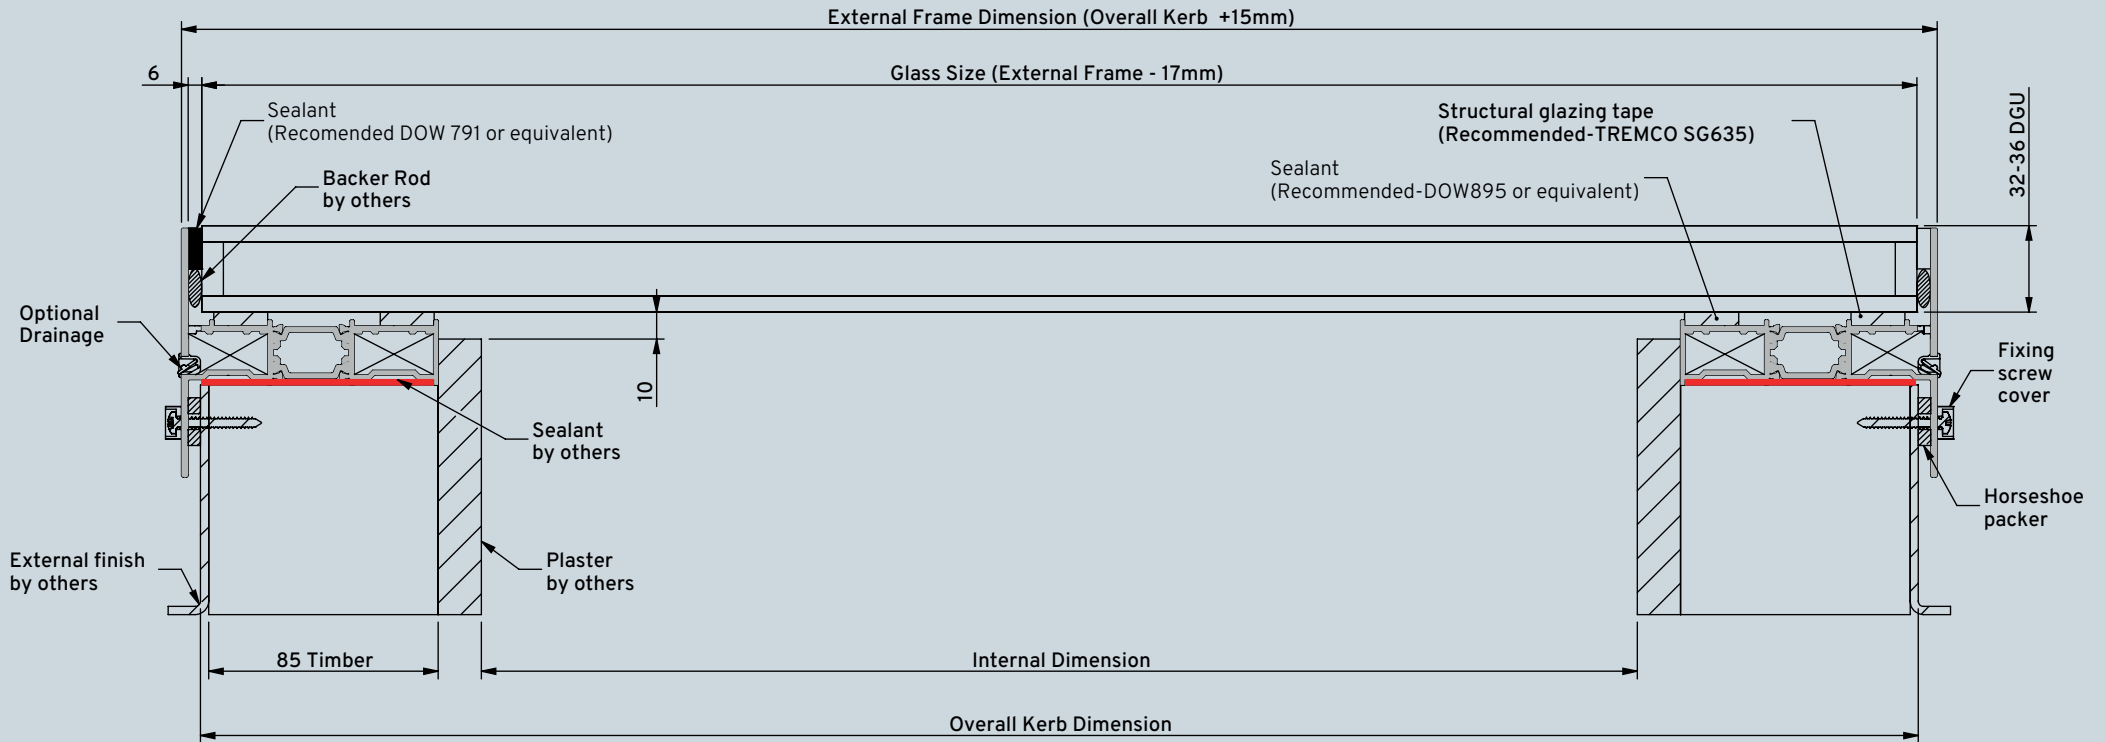 External Frame Dimension (Overall Kerb +15mm)
6
Glass Size (External Frame - 17mm)
Sealant
(Recomended DOW 791 or equivalent)
Structural glazing tape
(Recommended-TREMCO SG635)
32-36 DGU
Backer Rod
by others
Sealant
(Recommended-DOW895 or equivalent)
Optional
Drainage
10
Fixing
screw
cover
Sealant
by others
Horseshoe
packer
External finish
by others
Plaster
by others
85 Timber
Internal Dimension
Overall Kerb Dimension